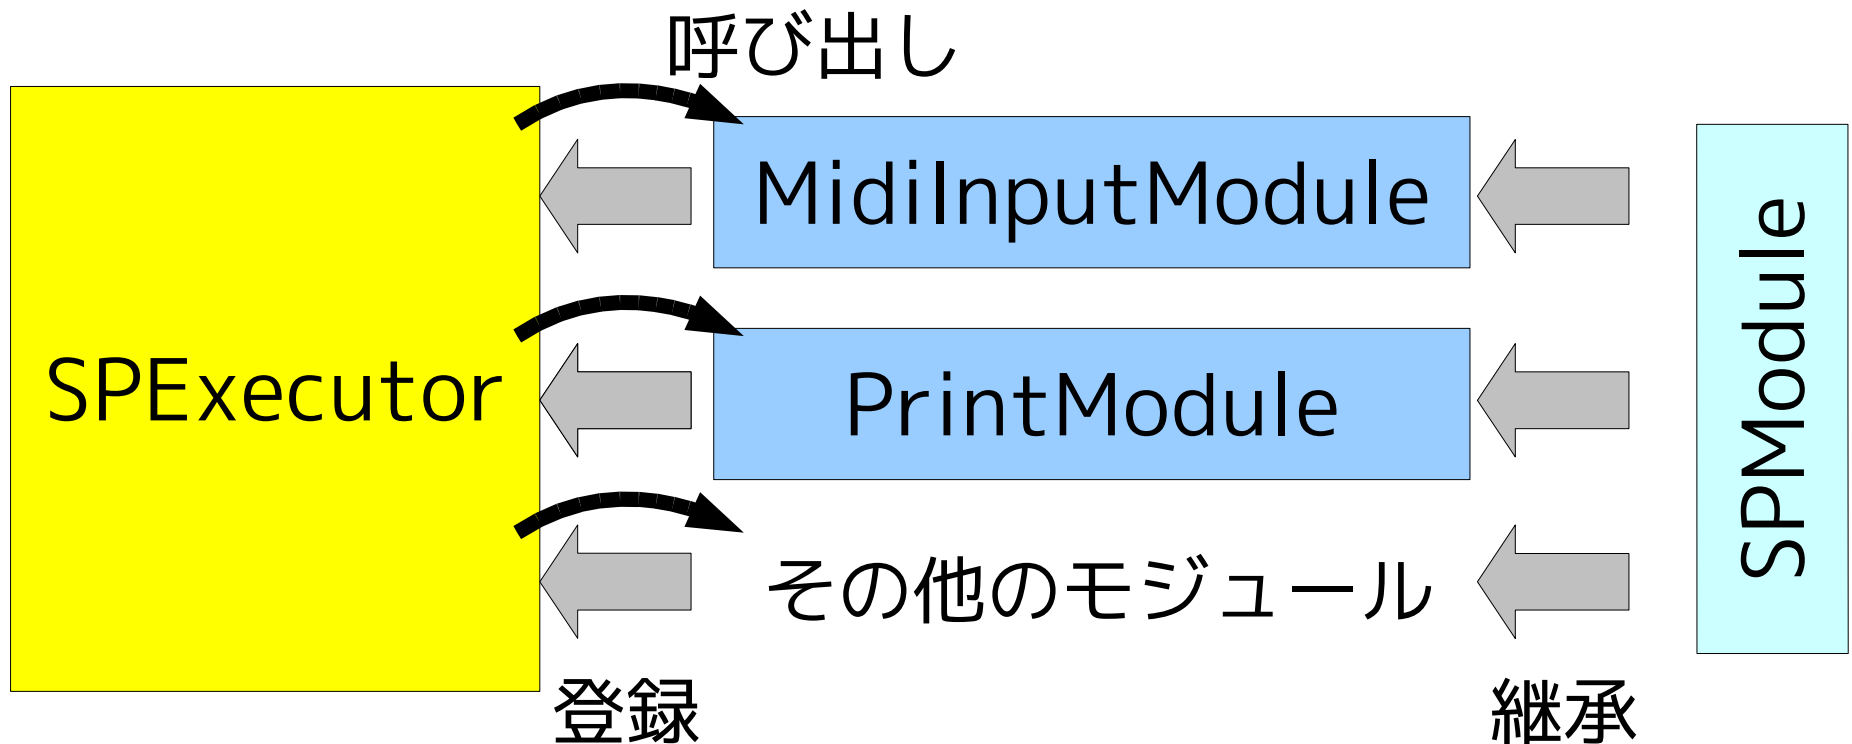 呼び出し
MidiInputModule
SPExecutor
PrintModule
SPModule
その他のモジュール
登録
継承